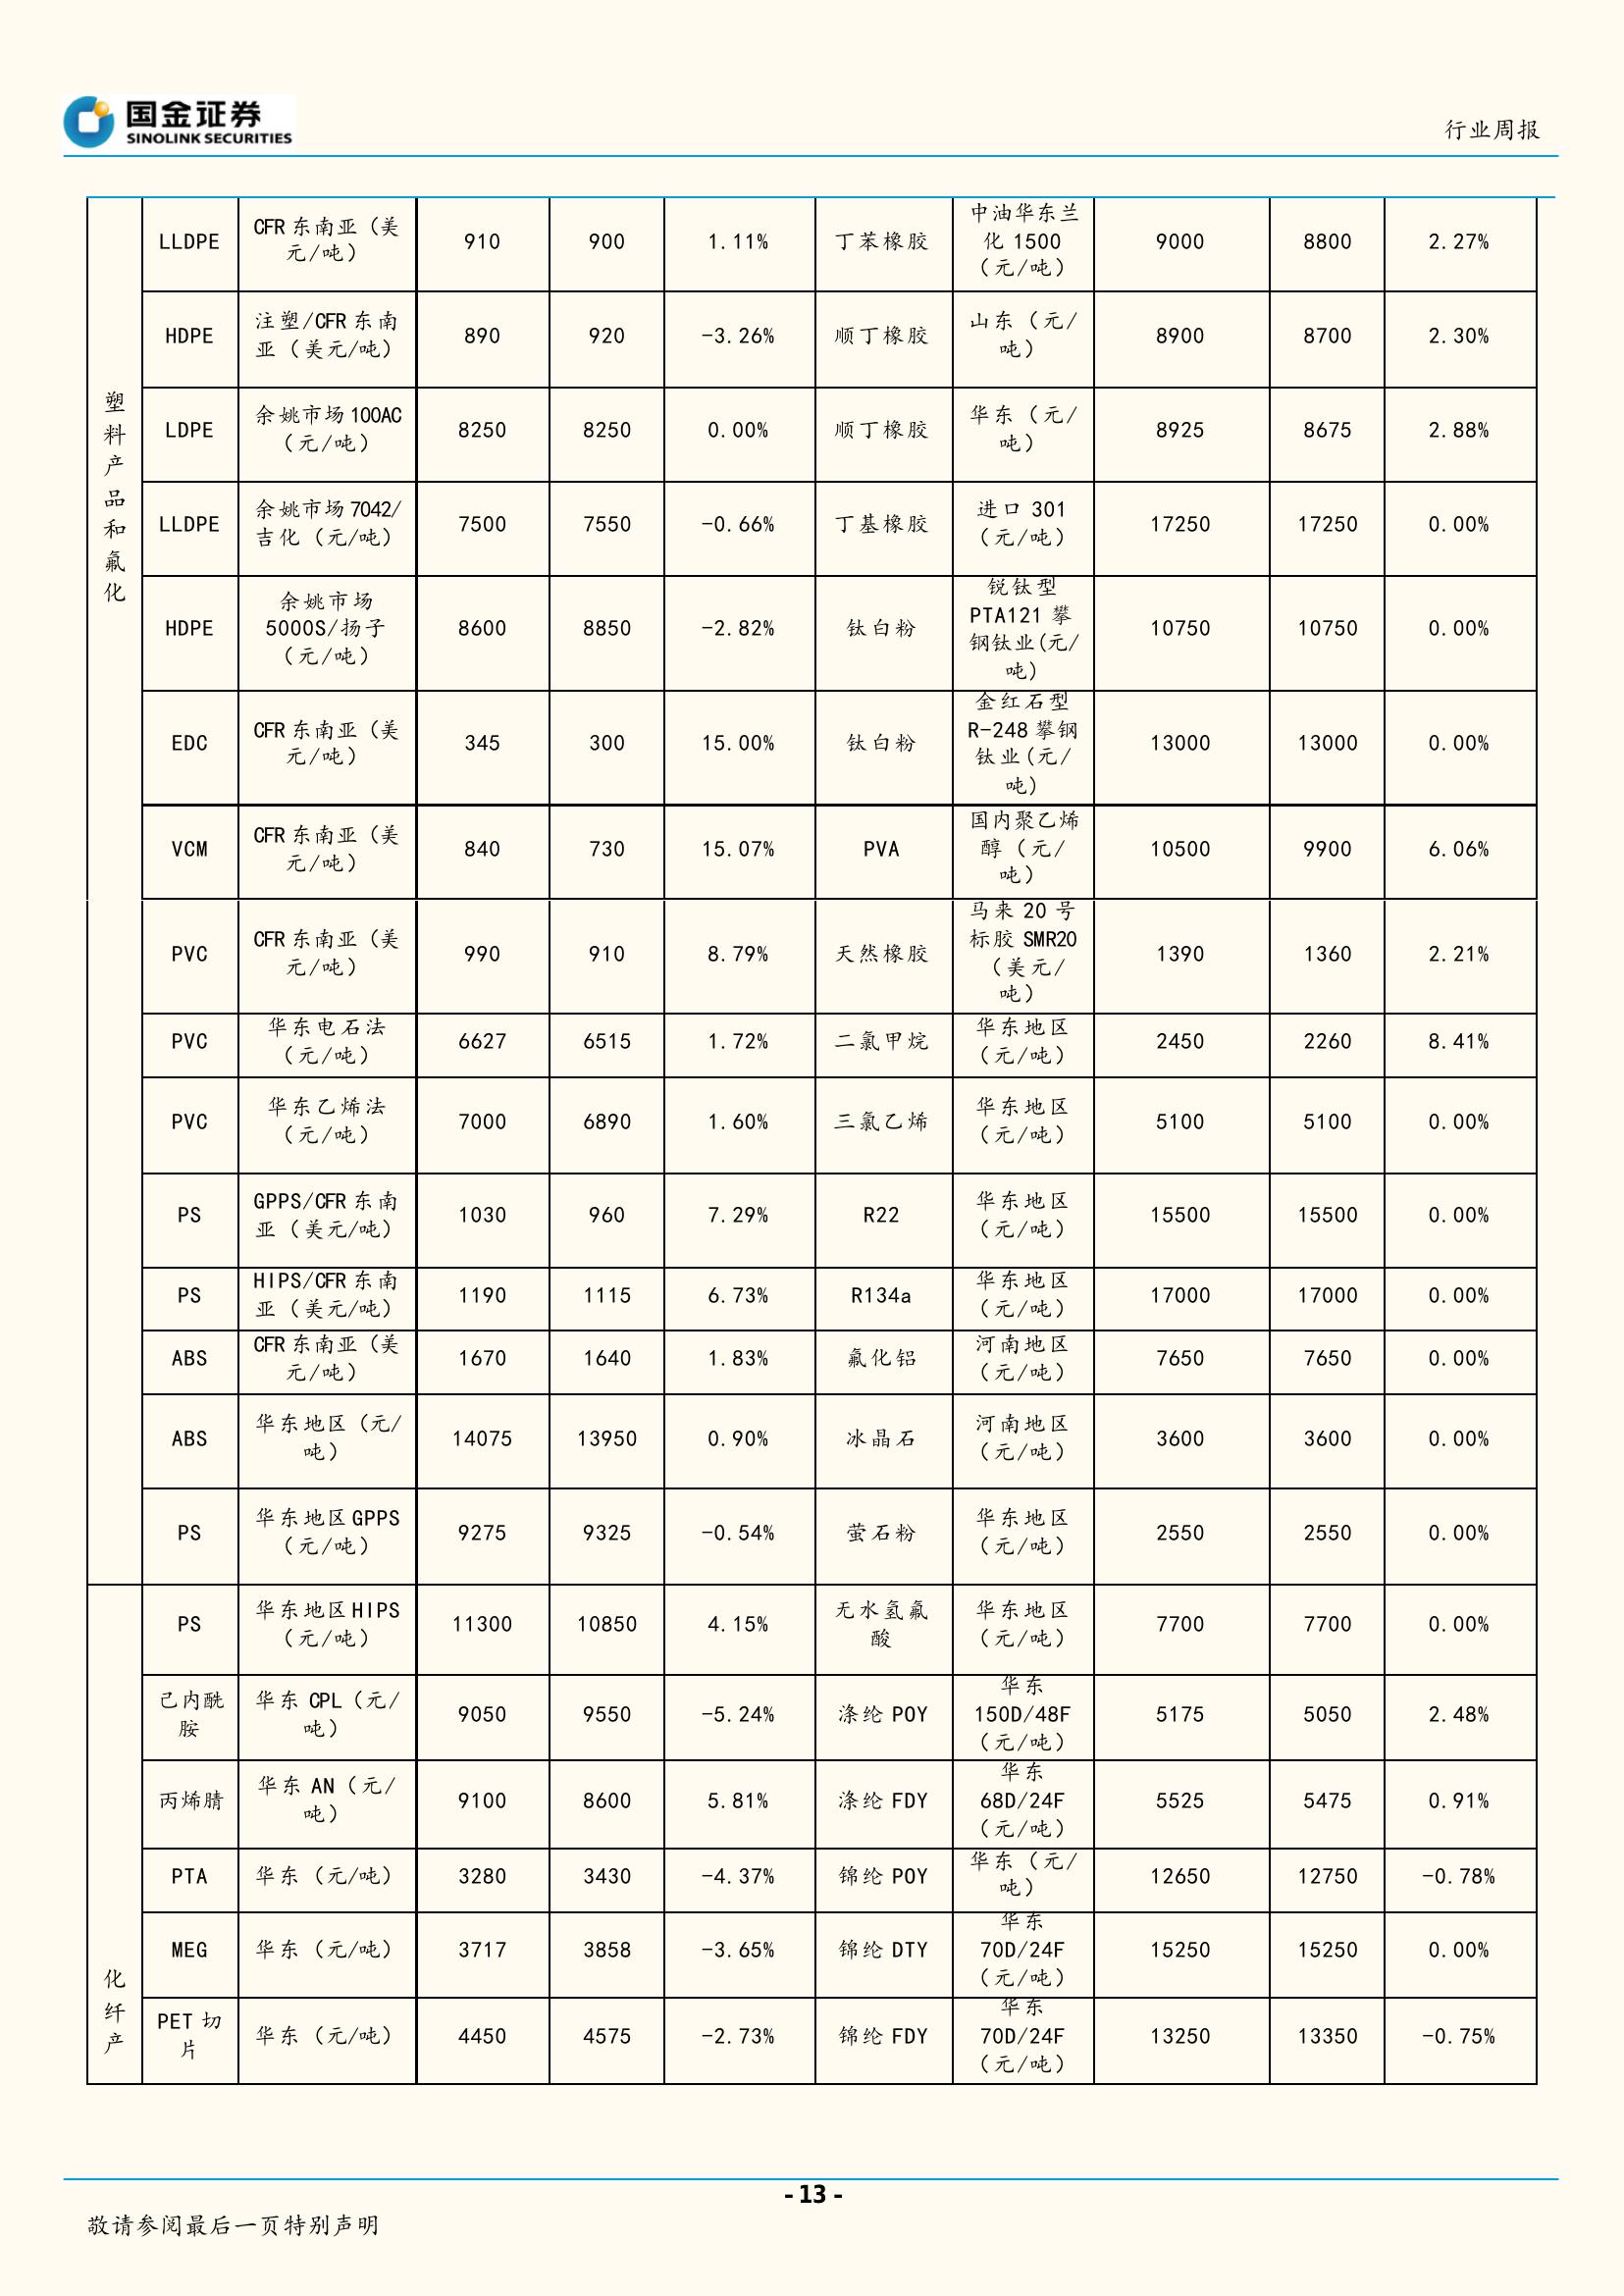 国金证券
SINOLINK SECURITIES
行业周报
塑料产品和氟化
LLDPE CFR 东南亚（美元/吨） 910 900 1.11% 丁苯橡胶 中油华东兰化 1500（元/吨） 9000 8800 2.27%
HDPE 注塑/CFR 东南亚（美元/吨） 890 920 -3.26% 顺丁橡胶 山东（元/吨） 8900 8700 2.30%
LDPE 余姚市场 100AC（元/吨） 8250 8250 0.00% 顺丁橡胶 华东（元/吨） 8925 8675 2.88%
LLDPE 余姚市场 7042/吉化（元/吨） 7500 7550 -0.66% 丁基橡胶 进口 301（元/吨） 17250 17250 0.00%
HDPE 余姚市场 5000S/扬子（元/吨） 8600 8850 -2.82% 钛白粉 锐钛型 PTA121 攀钢钛业(元/吨) 10750 10750 0.00%
EDC CFR 东南亚（美元/吨） 345 300 15.00% 钛白粉 金红石型 R-248 攀钢钛业(元/吨) 13000 13000 0.00%
VCM CFR 东南亚（美元/吨） 840 730 15.07% PVA 国内聚乙烯醇（元/吨） 10500 9900 6.06%
PVC CFR 东南亚（美元/吨） 990 910 8.79% 天然橡胶 马来 20 号标胶 SMR20（美元/吨） 1390 1360 2.21%
PVC 华东电石法（元/吨） 6627 6515 1.72% 二氯甲烷 华东地区（元/吨） 2450 2260 8.41%
PVC 华东乙烯法（元/吨） 7000 6890 1.60% 三氯乙烯 华东地区（元/吨） 5100 5100 0.00%
PS GPPS/CFR 东南亚（美元/吨） 1030 960 7.29% R22 华东地区（元/吨） 15500 15500 0.00%
PS HIPS/CFR 东南亚（美元/吨） 1190 1115 6.73% R134a 华东地区（元/吨） 17000 17000 0.00%
ABS CFR 东南亚（美元/吨） 1670 1640 1.83% 氟化铝 河南地区（元/吨） 7650 7650 0.00%
ABS 华东地区（元/吨） 14075 13950 0.90% 冰晶石 河南地区（元/吨） 3600 3600 0.00%
PS 华东地区 GPPS（元/吨） 9275 9325 -0.54% 萤石粉 华东地区（元/吨） 2550 2550 0.00%
化纤产
PS 华东地区 HIPS（元/吨） 11300 10850 4.15% 无水氢氟酸 华东地区（元/吨） 7700 7700 0.00%
己内酰胺 华东 CPL（元/吨） 9050 9550 -5.24% 涤纶 POY 华东 150D/48F（元/吨） 5175 5050 2.48%
丙烯腈 华东 AN（元/吨） 9100 8600 5.81% 涤纶 FDY 华东 68D/24F（元/吨） 5525 5475 0.91%
PTA 华东（元/吨） 3280 3430 -4.37% 锦纶 POY 华东（元/吨） 12650 12750 -0.78%
MEG 华东（元/吨） 3717 3858 -3.65% 锦纶 DTY 华东 70D/24F（元/吨） 15250 15250 0.00%
PET 切片 华东（元/吨） 4450 4575 -2.73% 锦纶 FDY 华东 70D/24F（元/吨） 13250 13350 -0.75%
- 13 -
敬请参阅最后一页特别声明